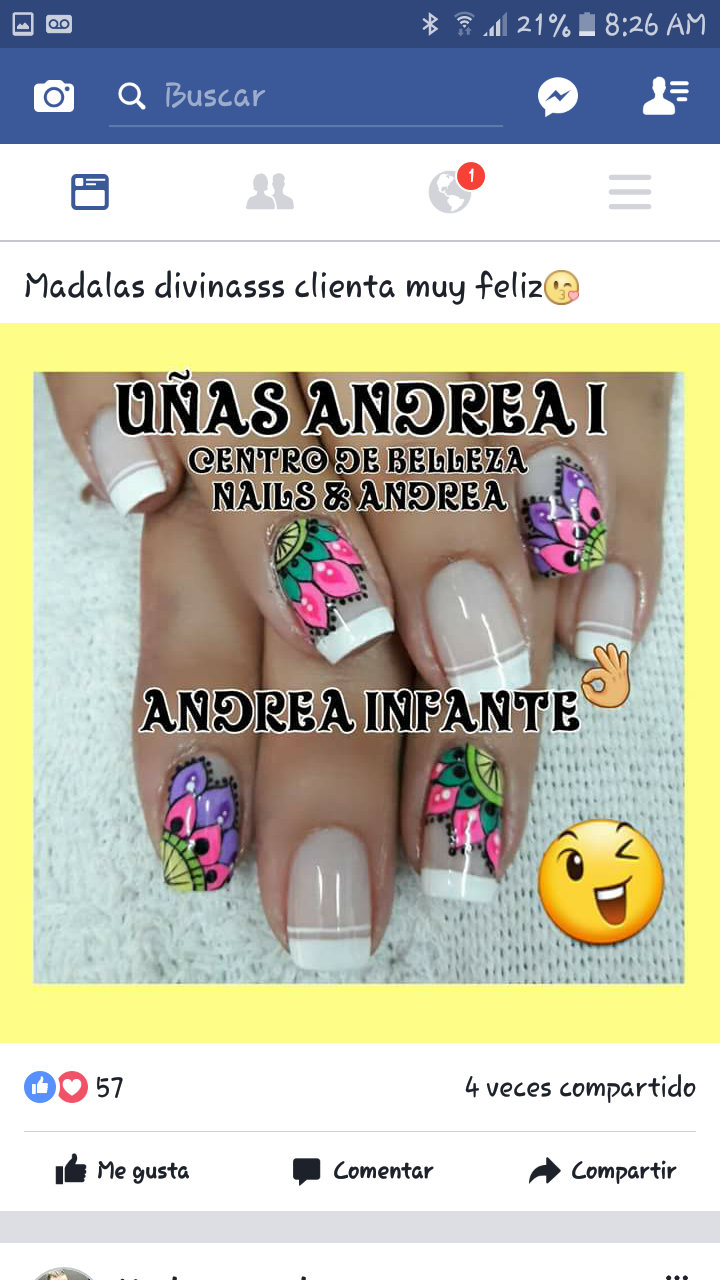 21% 8:26 AM
Buscar
1
Madalas divinasss clienta muy feliz
UÑAS ANDREA I
CENTRO DE BELLEZA
NAILS & ANDREA
ANDREA INFANTE
57 4 veces compartido
Me gusta Comentar Compartir